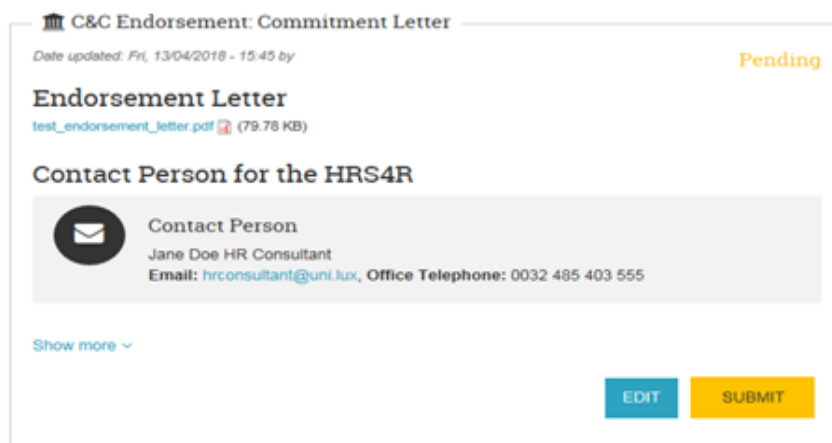 C&C Endorsement: Commitment Letter
Date updated: Fri, 13/04/2018 - 15:45 by
Pending
Endorsement Letter
test_endorsement_letter.pdf (79.78 KB)
Contact Person for the HRS4R
Contact Person
Jane Doe HR Consultant
Email: hrconsultant@uni.lux, Office Telephone: 0032 485 403 555
Show more
EDIT
SUBMIT